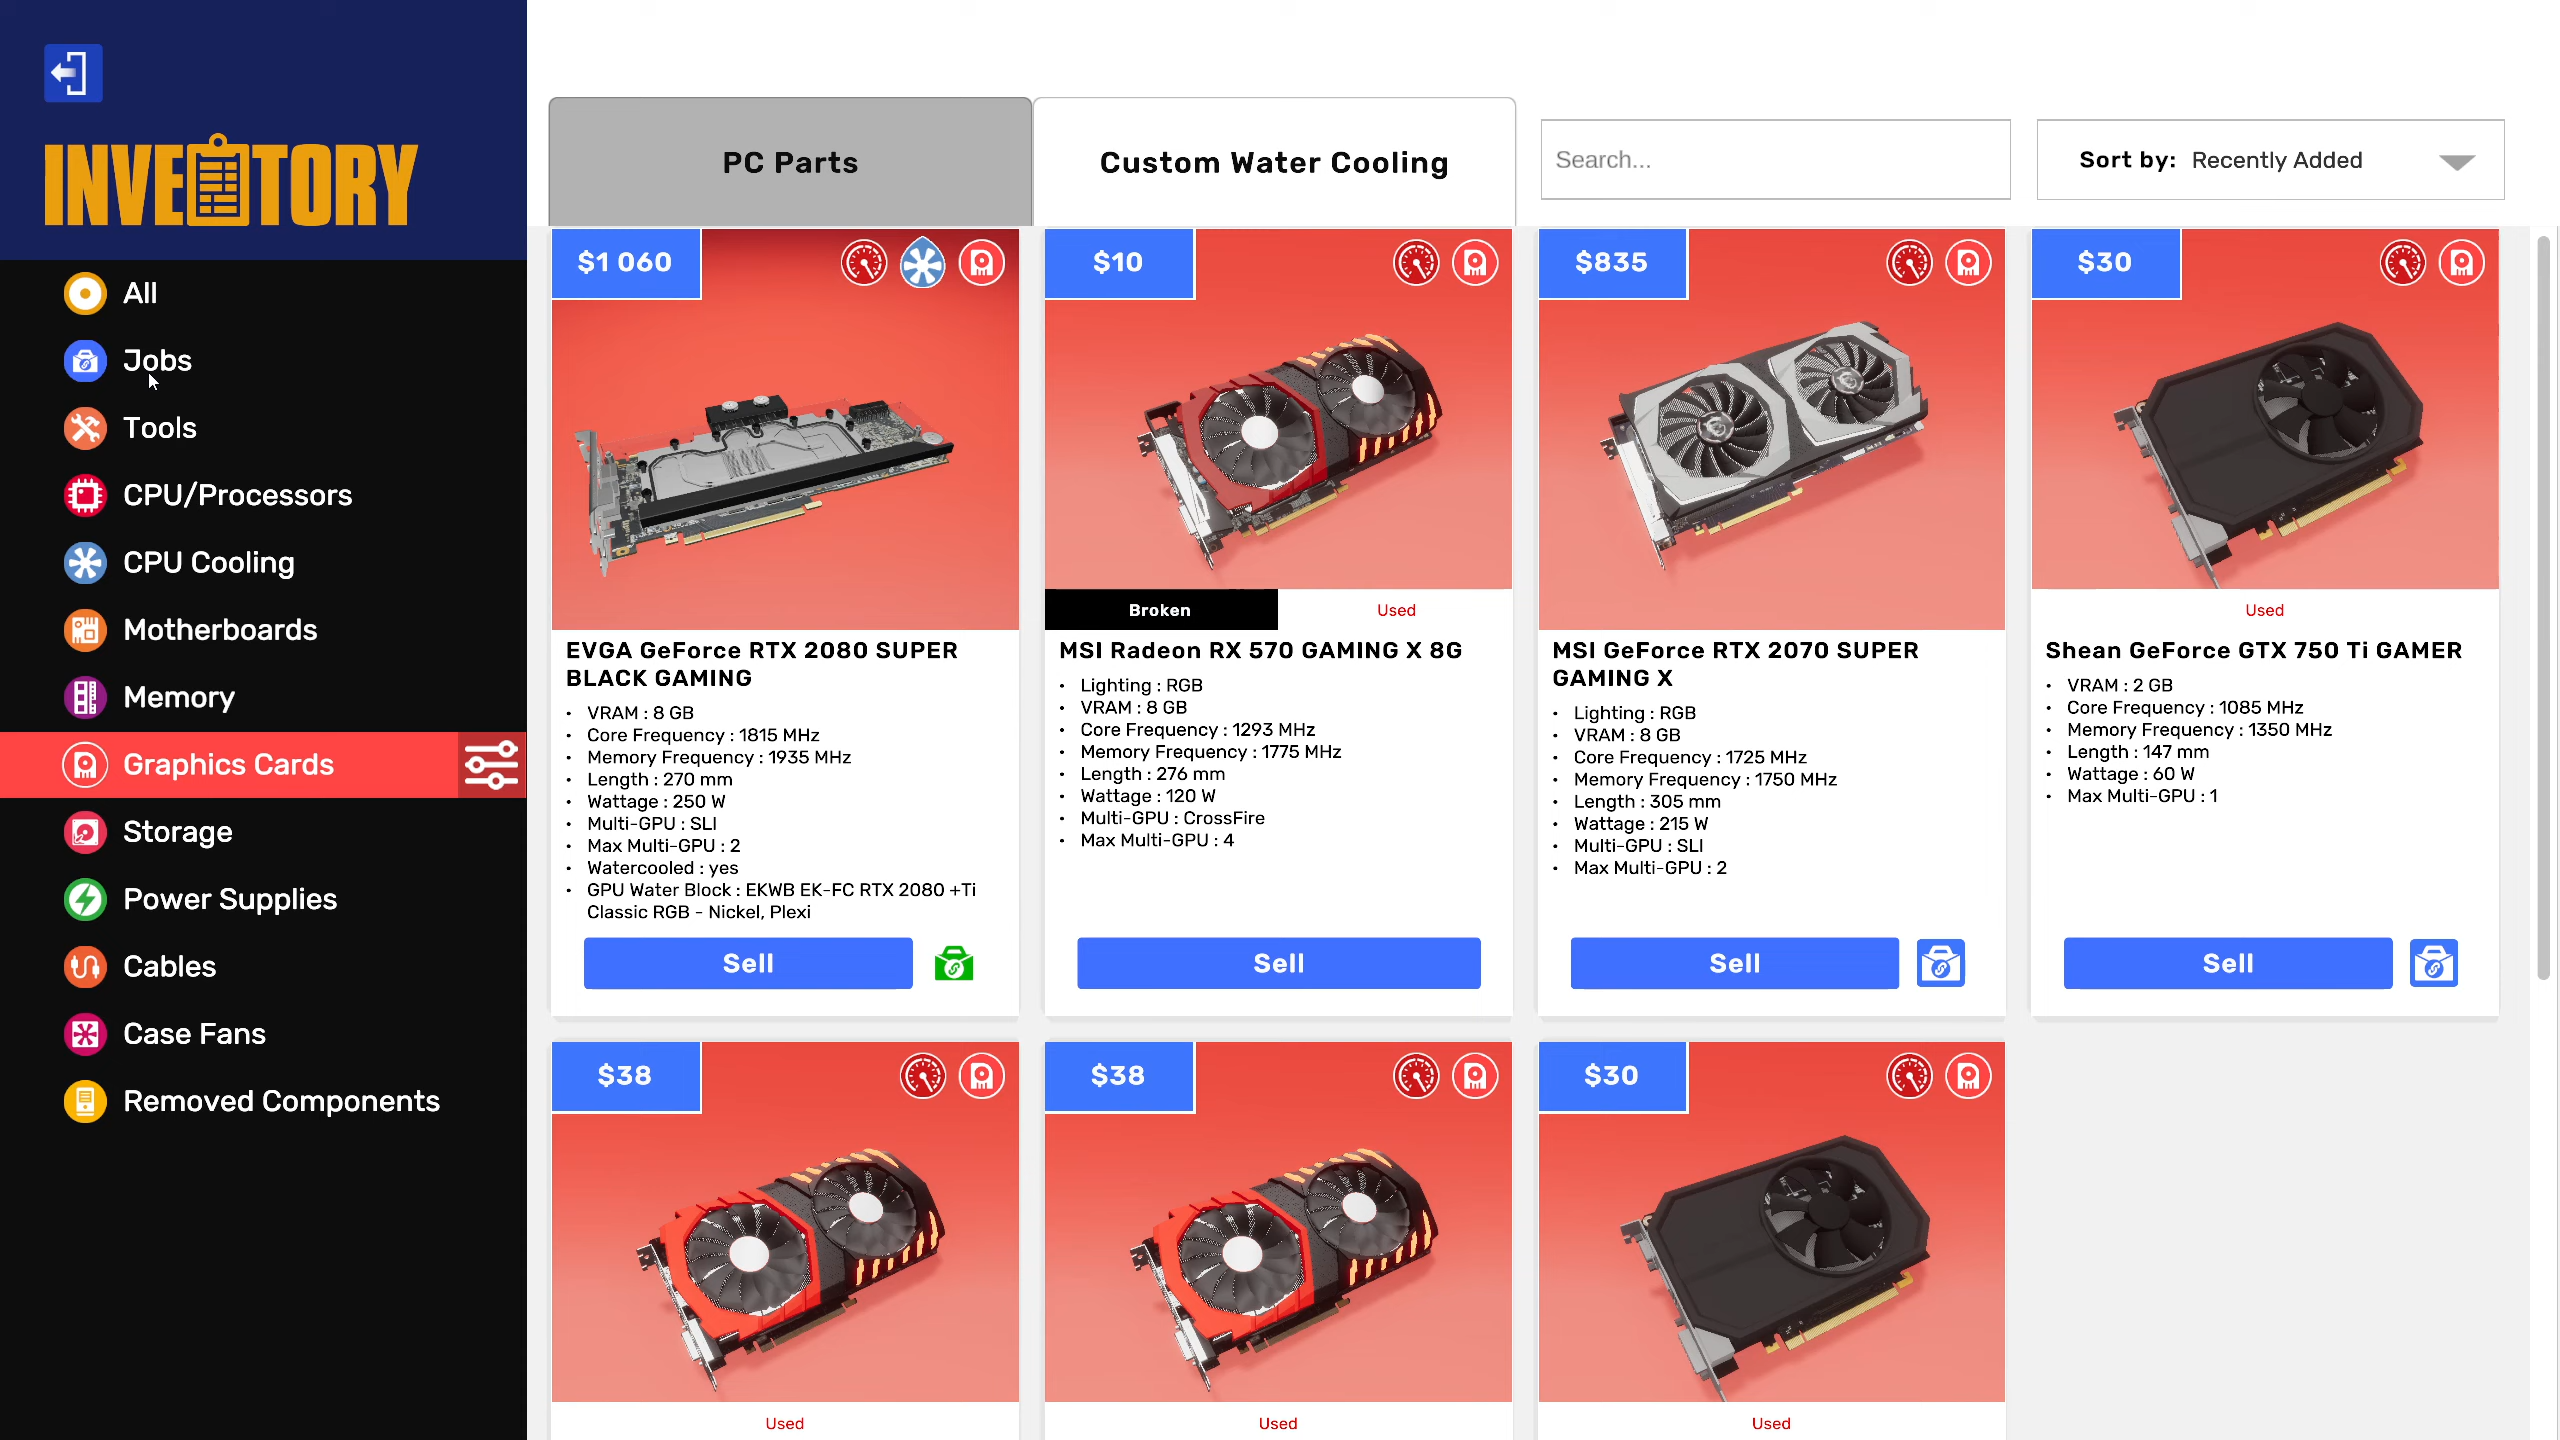 INVENTORY
All
Jobs
Tools
CPU/Processors
CPU Cooling
Motherboards
Memory
Graphics Cards
Storage
Power Supplies
Cables
Case Fans
Removed Components
PC Parts
Custom Water Cooling
Search...
Sort by: Recently Added
$1 060
EVGA GeForce RTX 2080 SUPER
BLACK GAMING
• VRAM : 8 GB
• Core Frequency : 1815 MHz
• Memory Frequency : 1935 MHz
• Length : 270 mm
• Wattage : 250 W
• Multi-GPU : SLI
• Max Multi-GPU : 2
• Watercooled : yes
• GPU Water Block : EKWB EK-FC RTX 2080 +Ti
Classic RGB - Nickel, Plexi
Sell
$10
Broken
Used
MSI Radeon RX 570 GAMING X 8G
• Lighting : RGB
• VRAM : 8 GB
• Core Frequency : 1293 MHz
• Memory Frequency : 1775 MHz
• Length : 276 mm
• Wattage : 120 W
• Multi-GPU : CrossFire
• Max Multi-GPU : 4
Sell
$835
MSI GeForce RTX 2070 SUPER
GAMING X
• Lighting : RGB
• VRAM : 8 GB
• Core Frequency : 1725 MHz
• Memory Frequency : 1750 MHz
• Length : 305 mm
• Wattage : 215 W
• Multi-GPU : SLI
• Max Multi-GPU : 2
Sell
$30
Used
Shean GeForce GTX 750 Ti GAMER
• VRAM : 2 GB
• Core Frequency : 1085 MHz
• Memory Frequency : 1350 MHz
• Length : 147 mm
• Wattage : 60 W
• Max Multi-GPU : 1
Sell
$38
Used
$38
Used
$30
Used